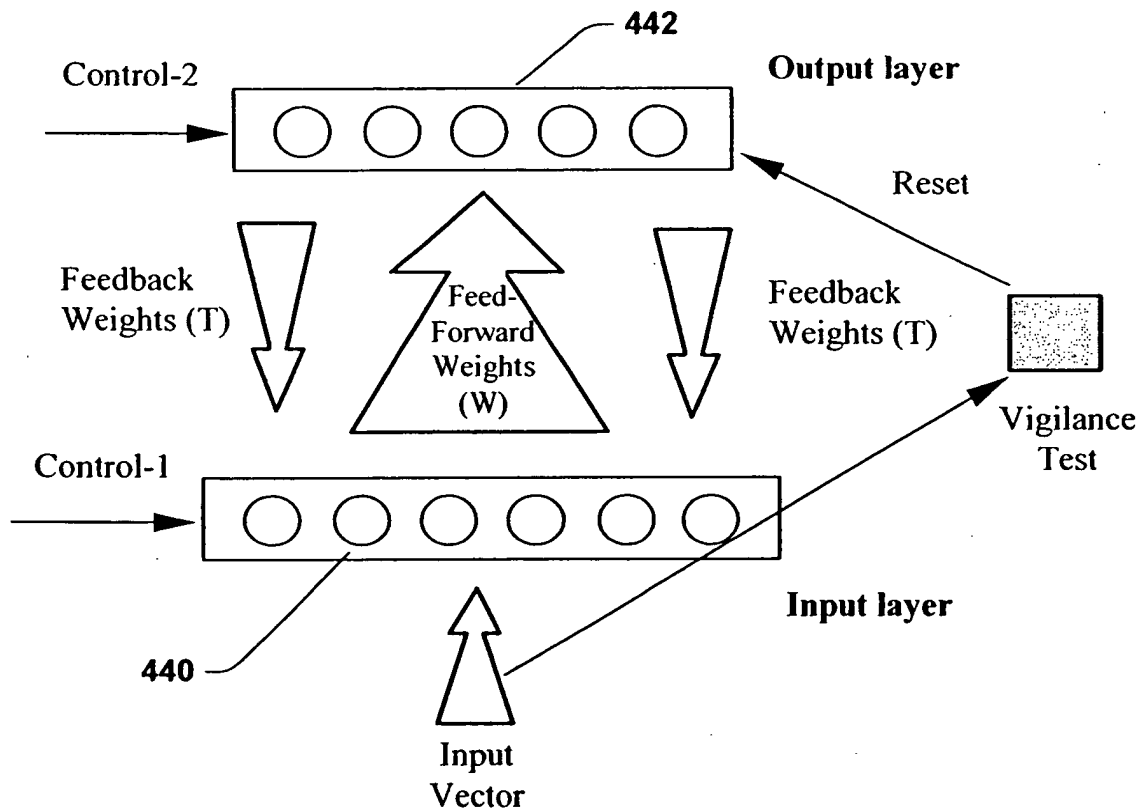 442
Control-2
Output layer
Reset
Feedback
Weights (T)
Feed-
Forward
Weights
(W)
Feedback
Weights (T)
Vigilance
Test
Control-1
Input layer
440
Input
Vector